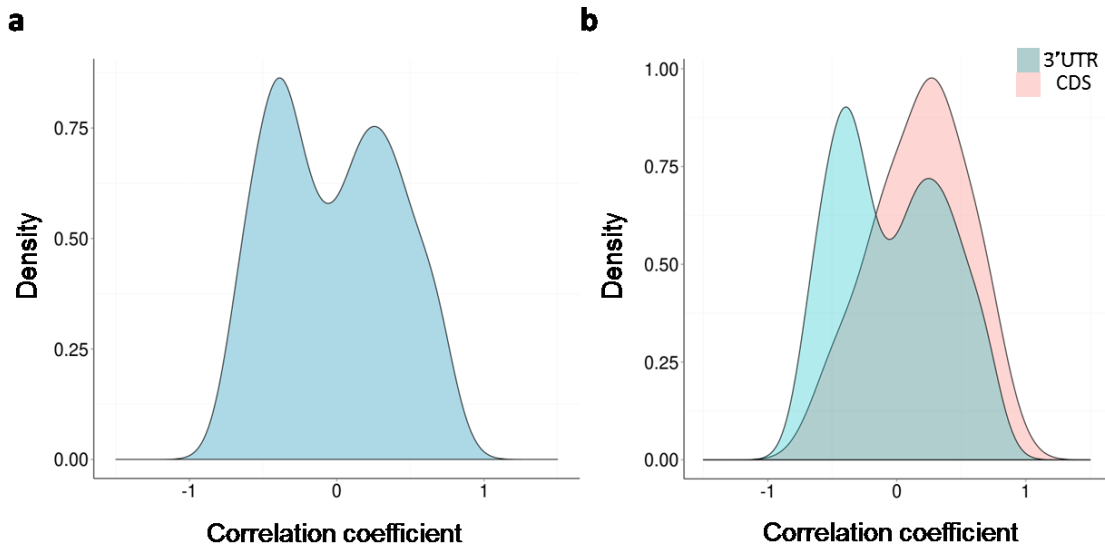 a
Density
0.75
0.50
0.25
0.00
-1
0
1
Correlation coefficient
b
3'UTR
CDS
Density
1.00
0.75
0.50
0.25
0.00
-1
0
1
Correlation coefficient